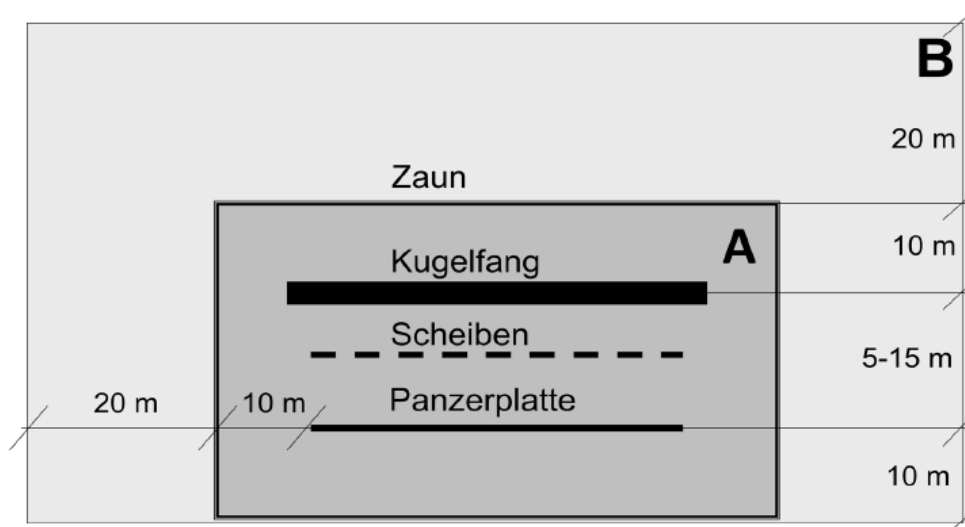 B
20 m
Zaun
A
10 m
Kugelfang
Scheiben
5-15 m
20 m
10 m
Panzerplatte
10 m